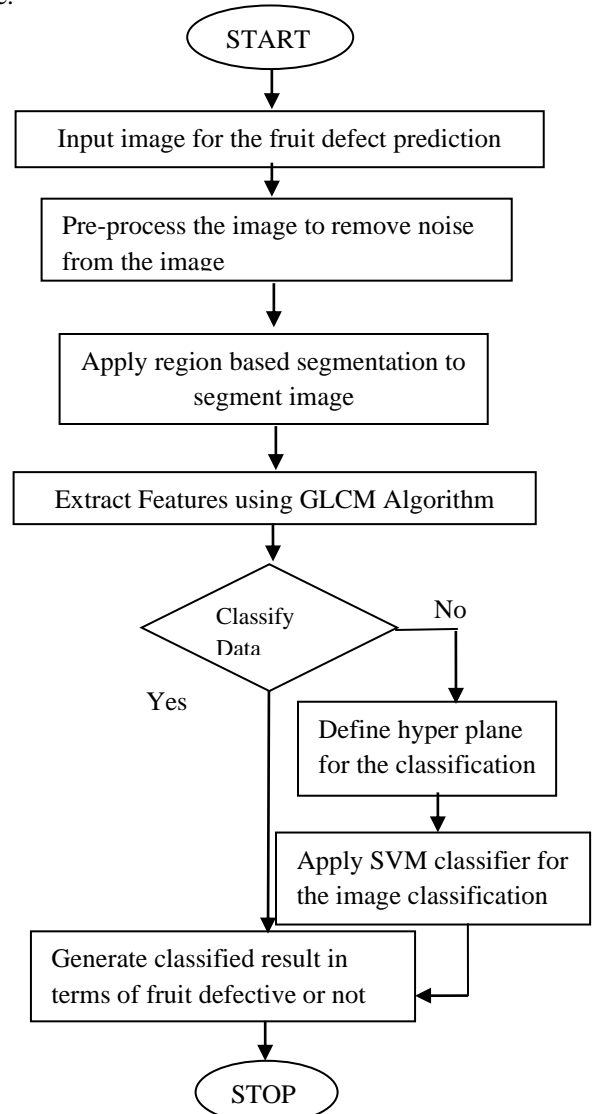 START
Input image for the fruit defect prediction
Pre-process the image to remove noise
from the image
Apply region based segmentation to
segment image
Extract Features using GLCM Algorithm
Classify
Data
No
Yes
Define hyper plane
for the classification
Apply SVM classifier for
the image classification
Generate classified result in
terms of fruit defective or not
STOP